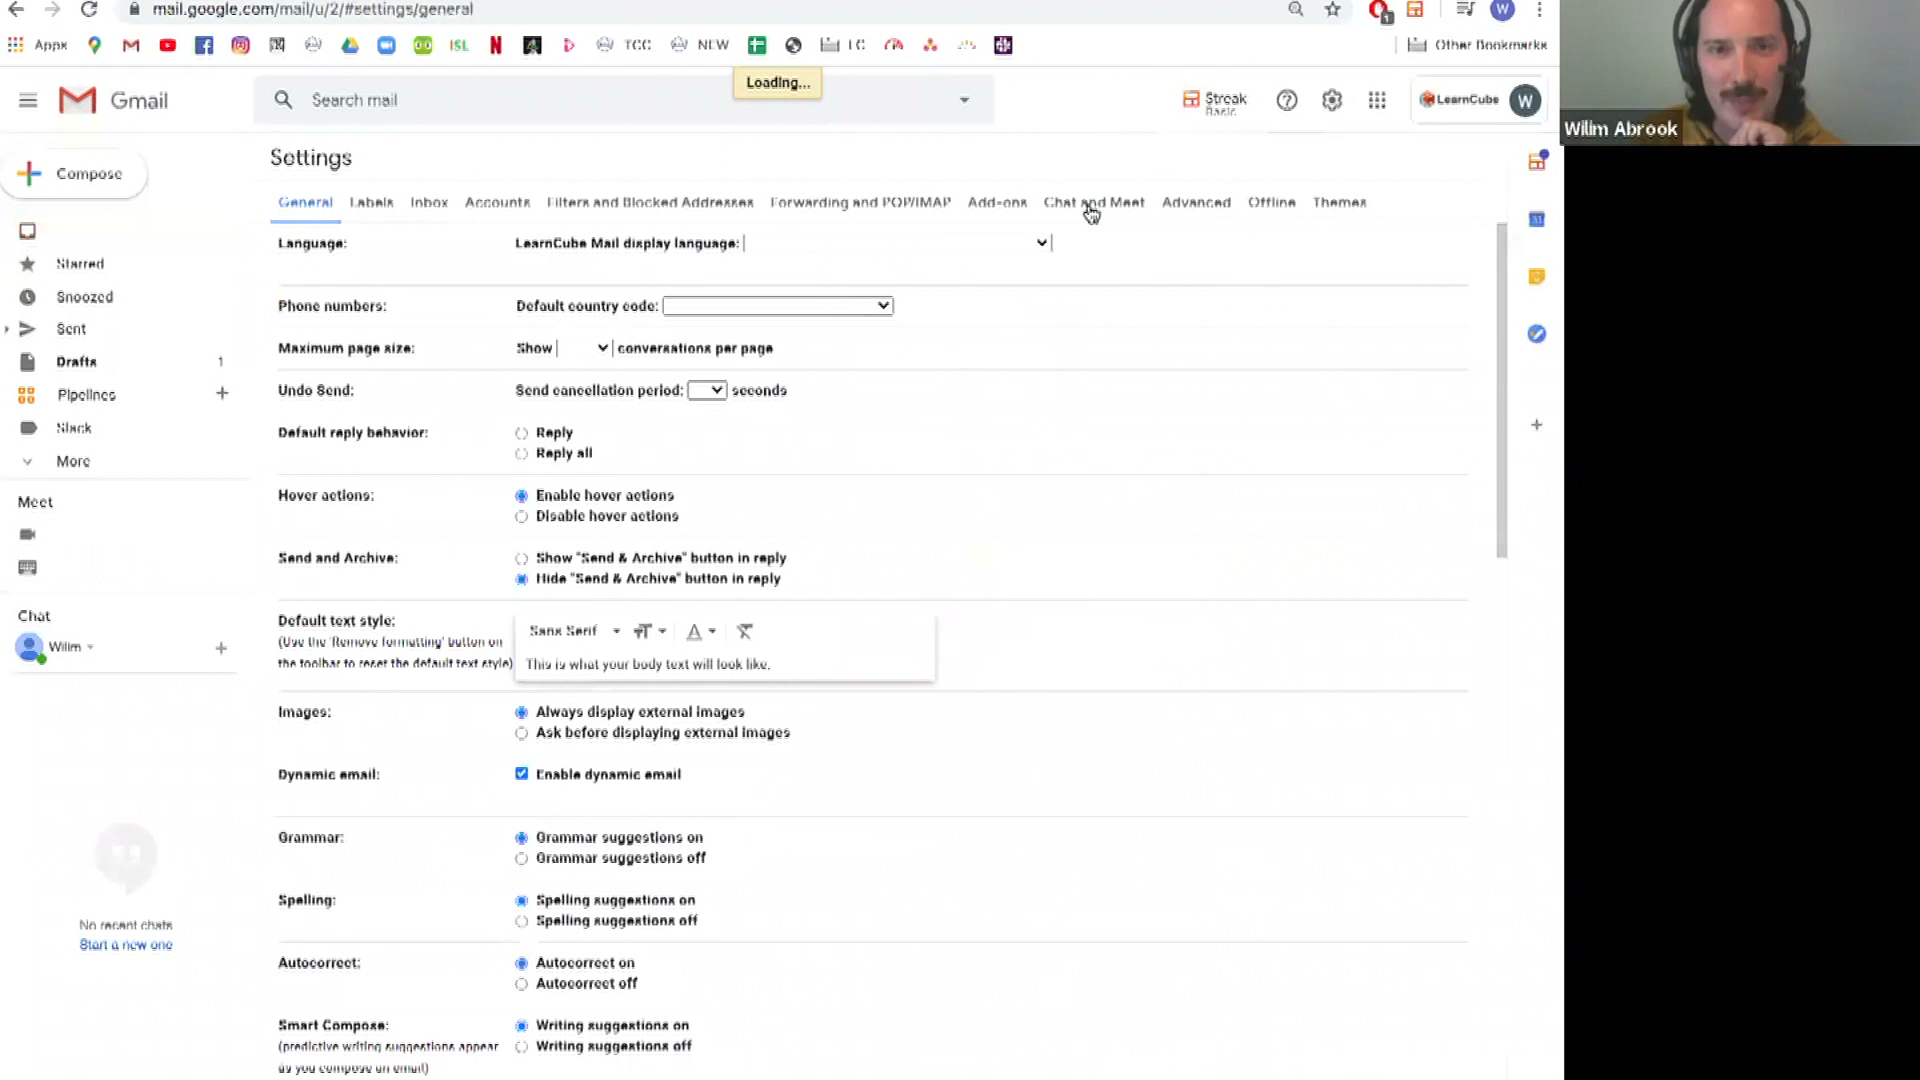 mail.google.com/mail/u/2/#settings/general
Apps
ISL
TCC
NEW
LC
Other Bookmarks
Loading...
Gmail
Search mail
Streak
Basic
LearnCube
W
Wilim Abrook
Compose
Settings
General Labels Inbox Accounts Filters and Blocked Addresses Forwarding and POP/IMAP Add-ons Chat and Meet Advanced Offline Themes
Starred
Snoozed
Sent
Drafts 1
Pipelines
Slack
More
Meet
Chat
Wilim
No recent chats
Start a new one
Language: LearnCube Mail display language:
Phone numbers: Default country code:
Maximum page size: Show conversations per page
Undo Send: Send cancellation period: seconds
Default reply behavior: Reply
Reply all
Hover actions: Enable hover actions
Disable hover actions
Send and Archive: Show "Send & Archive" button in reply
Hide "Send & Archive" button in reply
Default text style:
(Use the 'Remove formatting' button on
the toolbar to reset the default text style)
Sans Serif
This is what your body text will look like.
Images: Always display external images
Ask before displaying external images
Dynamic email: Enable dynamic email
Grammar: Grammar suggestions on
Grammar suggestions off
Spelling: Spelling suggestions on
Spelling suggestions off
Autocorrect: Autocorrect on
Autocorrect off
Smart Compose: Writing suggestions on
(predictive writing suggestions appear
as you compose an email)
Writing suggestions off